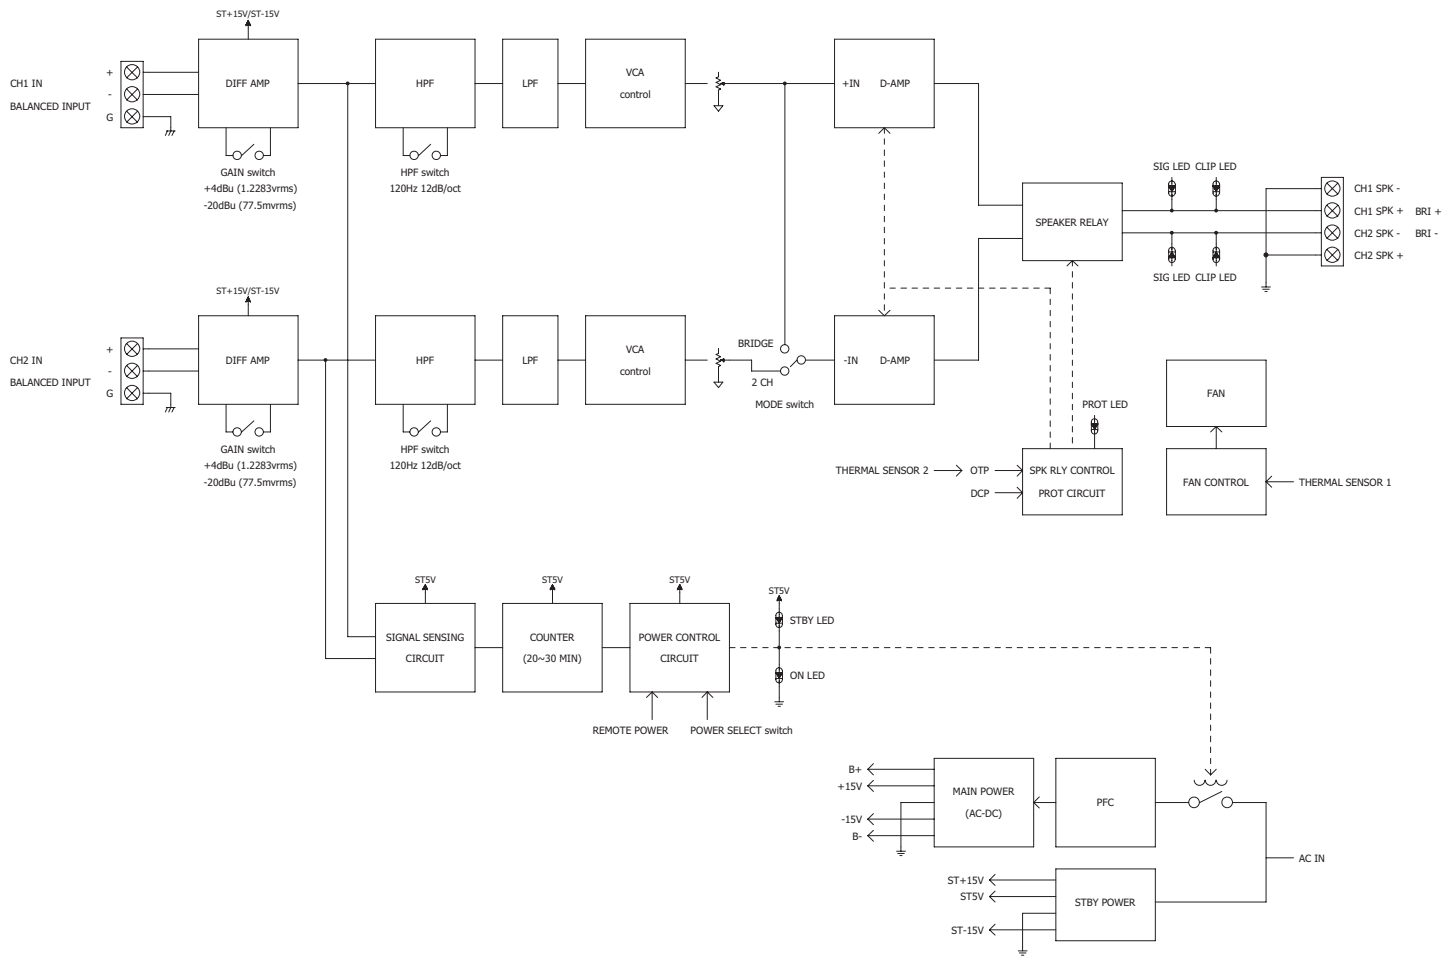 ST+15V/ST-15V
CH1 IN
BALANCED INPUT
+
-
G
DIFF AMP
HPF
LPF
VCA
control
+IN D-AMP
GAIN switch
+4dBu (1.2283vrms)
-20dBu (77.5mvrms)
HPF switch
120Hz 12dB/oct
SIG LED CLIP LED
SPEAKER RELAY
CH1 SPK -
CH1 SPK + BRI +
CH2 SPK - BRI -
CH2 SPK +
SIG LED CLIP LED
ST+15V/ST-15V
CH2 IN
BALANCED INPUT
+
-
G
DIFF AMP
HPF
LPF
VCA
control
BRIDGE
2 CH
MODE switch
-IN D-AMP
GAIN switch
+4dBu (1.2283vrms)
-20dBu (77.5mvrms)
HPF switch
120Hz 12dB/oct
FAN
PROT LED
THERMAL SENSOR 2
OTP
DCP
SPK RLY CONTROL
PROT CIRCUIT
FAN CONTROL
THERMAL SENSOR 1
ST5V
ST5V
ST5V
ST5V
SIGNAL SENSING
CIRCUIT
COUNTER
(20~30 MIN)
POWER CONTROL
CIRCUIT
STBY LED
ON LED
REMOTE POWER
POWER SELECT switch
B+
+15V
-15V
B-
MAIN POWER
(AC-DC)
PFC
AC IN
ST+15V
ST5V
ST-15V
STBY POWER